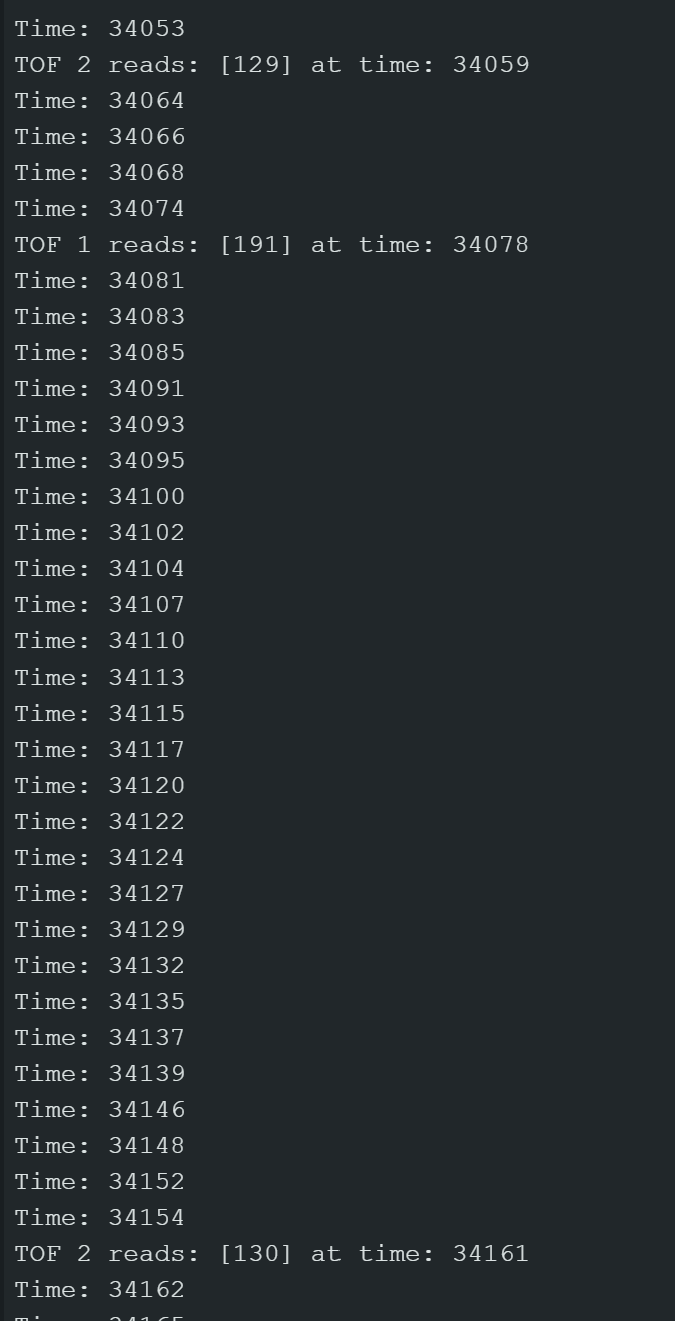 Time: 34053
TOF 2 reads: [129] at time: 34059
Time: 34064
Time: 34066
Time: 34068
Time: 34074
TOF 1 reads: [191] at time: 34078
Time: 34081
Time: 34083
Time: 34085
Time: 34091
Time: 34093
Time: 34095
Time: 34100
Time: 34102
Time: 34104
Time: 34107
Time: 34110
Time: 34113
Time: 34115
Time: 34117
Time: 34120
Time: 34122
Time: 34124
Time: 34127
Time: 34129
Time: 34132
Time: 34135
Time: 34137
Time: 34139
Time: 34146
Time: 34148
Time: 34152
Time: 34154
TOF 2 reads: [130] at time: 34161
Time: 34162
Time: 34165